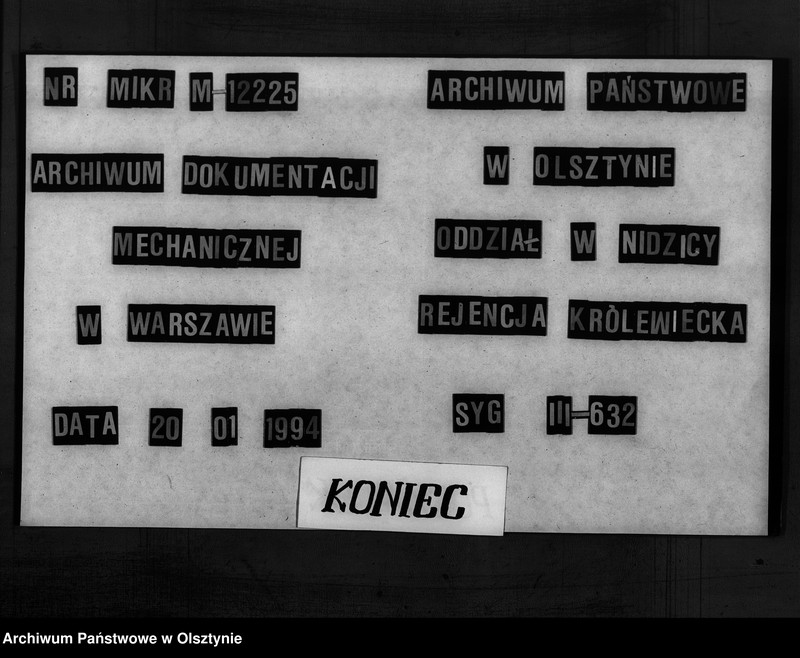 NR MIKR M-12225
ARCHIWUM DOKUMENTACJI
MECHANICZNEJ
W WARSZAWIE
DATA 20 01 1994
ARCHIWUM PAŃSTWOWE
W OLSZTYNIE
ODDZIAŁ W NIDZICY
REJENCJA KRÒLEWIECKA
SYG III-632
KONIEC
Archiwum Państwowe w Olsztynie